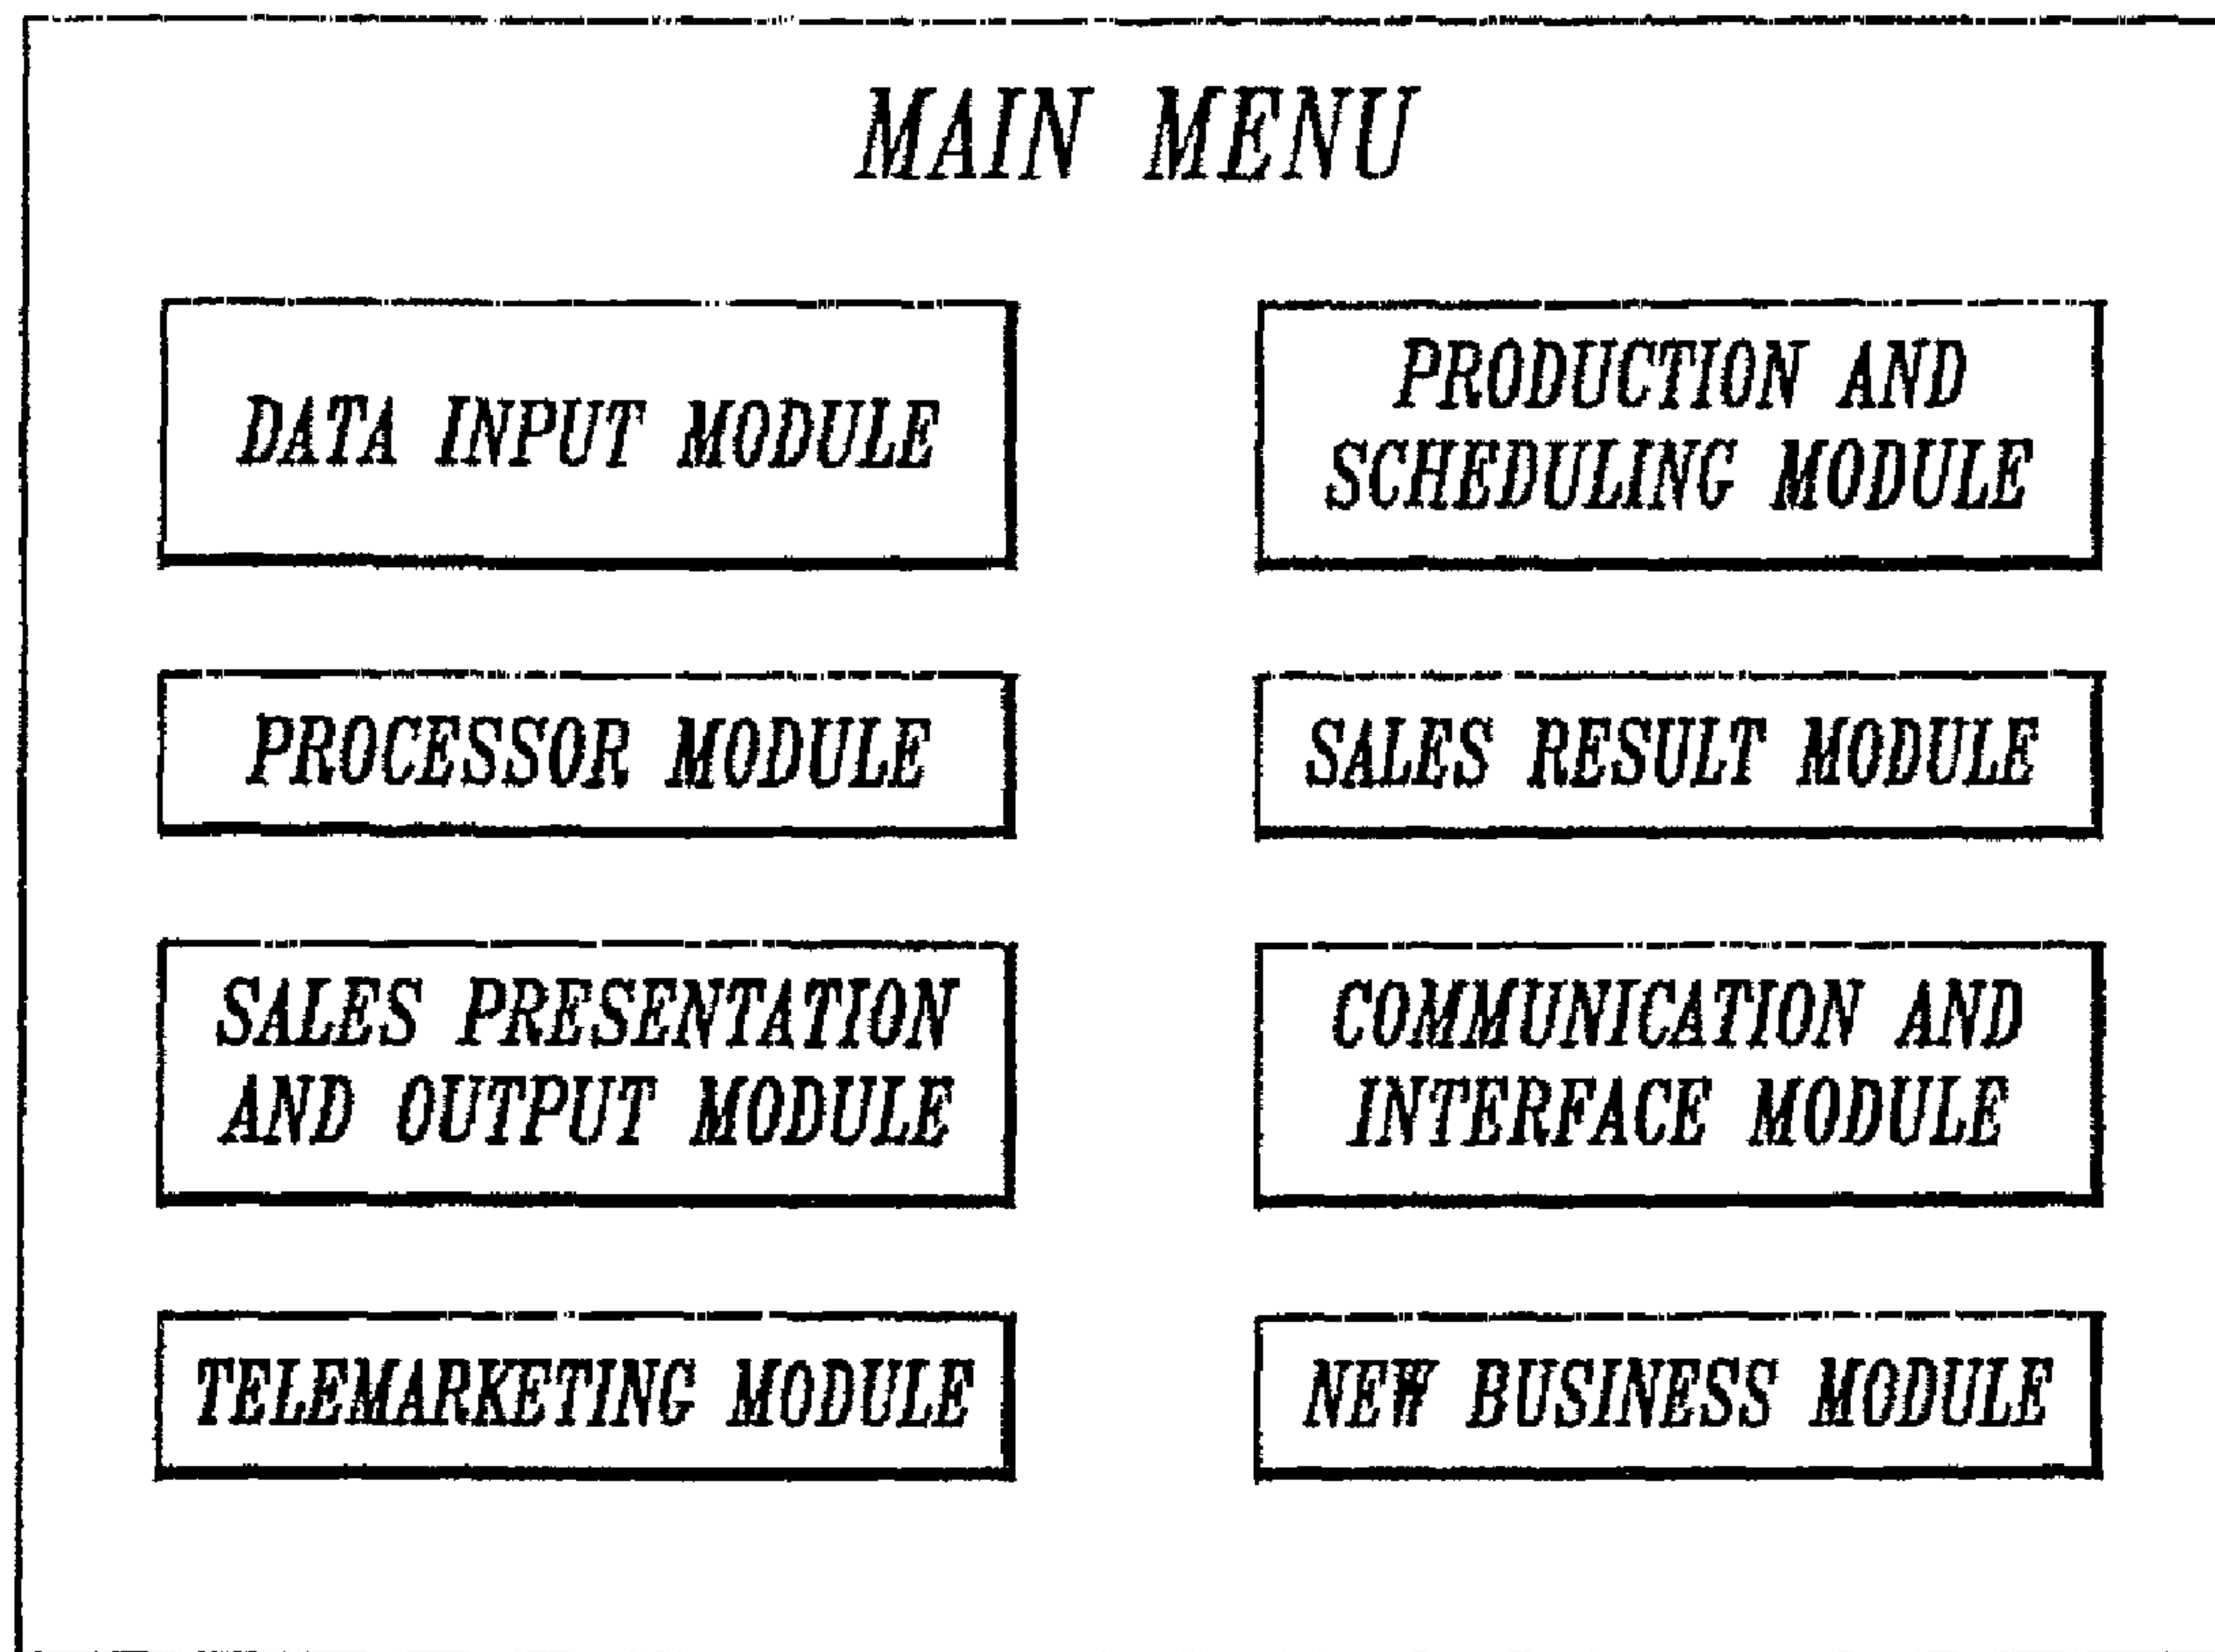 MAIN MENU
DATA INPUT MODULE
PRODUCTION AND
SCHEDULING MODULE
PROCESSOR MODULE
SALES RESULT MODULE
SALES PRESENTATION
AND OUTPUT MODULE
COMMUNICATION AND
INTERFACE MODULE
TELEMARKETING MODULE
NEW BUSINESS MODULE